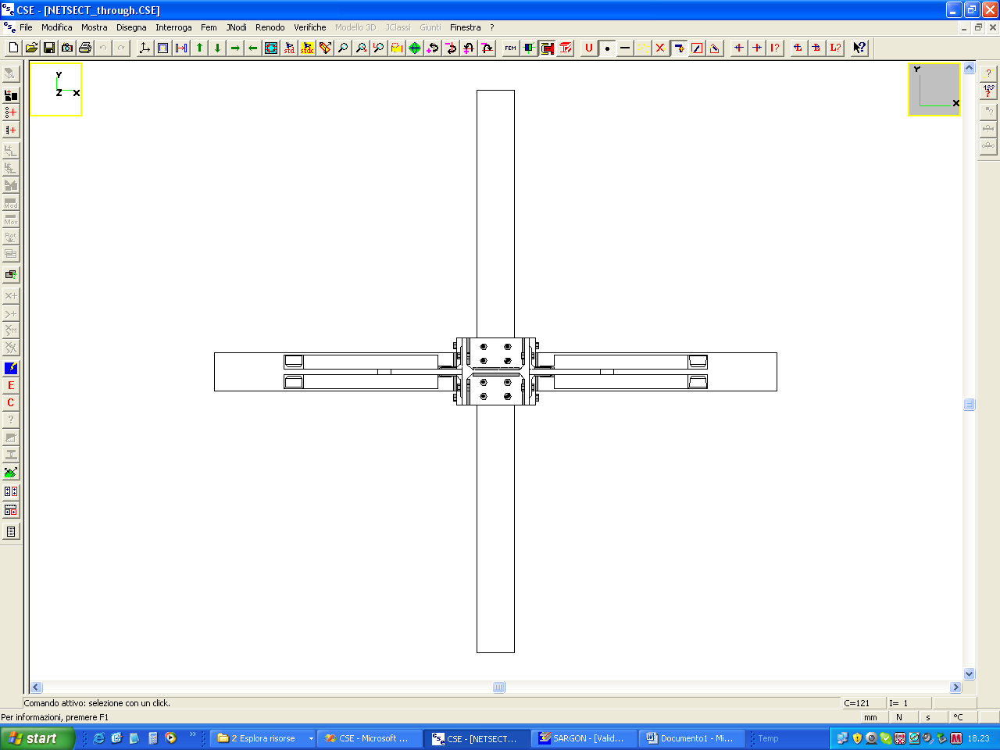 CSE - [NETSECT_through.CSE]
File Modifica Mostra Disegna Interroga Fem JNodi Renodo Verifiche Modello 3D JClassi Giunti Finestra ?
std stdc FEM U X I? L?
Y
Z X
Y
X
?
123
?
Mod
Mov
Rot
E
C
?
Comando attivo: selezione con un click.
C=121 I= 1
Per informazioni, premere F1
mm N s °C
start
2 Esplora risorse
CSE - Microsoft ...
CSE - [NETSECT...
SARGON - [Valid...
Documento1 - Mi...
Temp
18.23